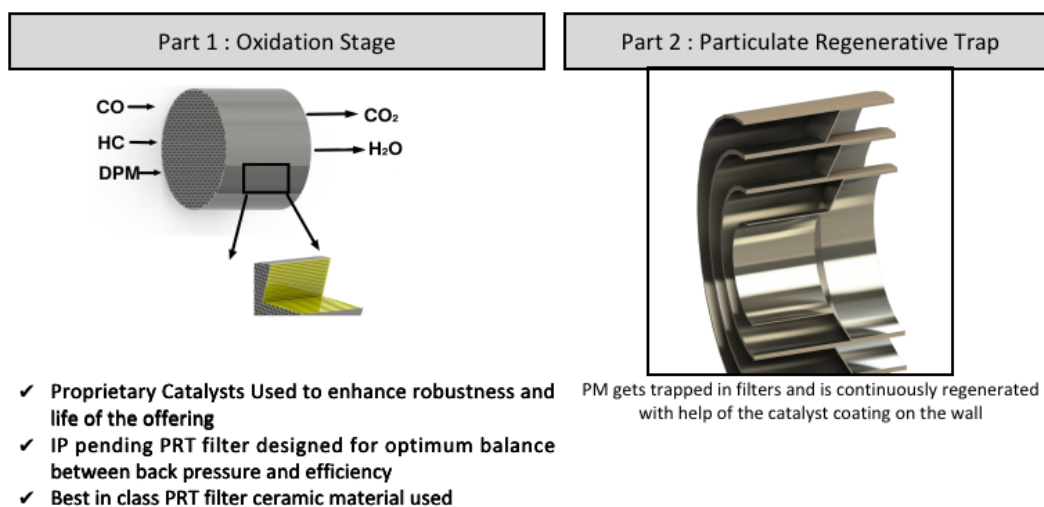 Part 1 : Oxidation Stage
CO
HC
DPM
CO₂
H₂O
✓ Proprietary Catalysts Used to enhance robustness and
life of the offering
✓ IP pending PRT filter designed for optimum balance
between back pressure and efficiency
✓ Best in class PRT filter ceramic material used
Part 2 : Particulate Regenerative Trap
PM gets trapped in filters and is continuously regenerated
with help of the catalyst coating on the wall